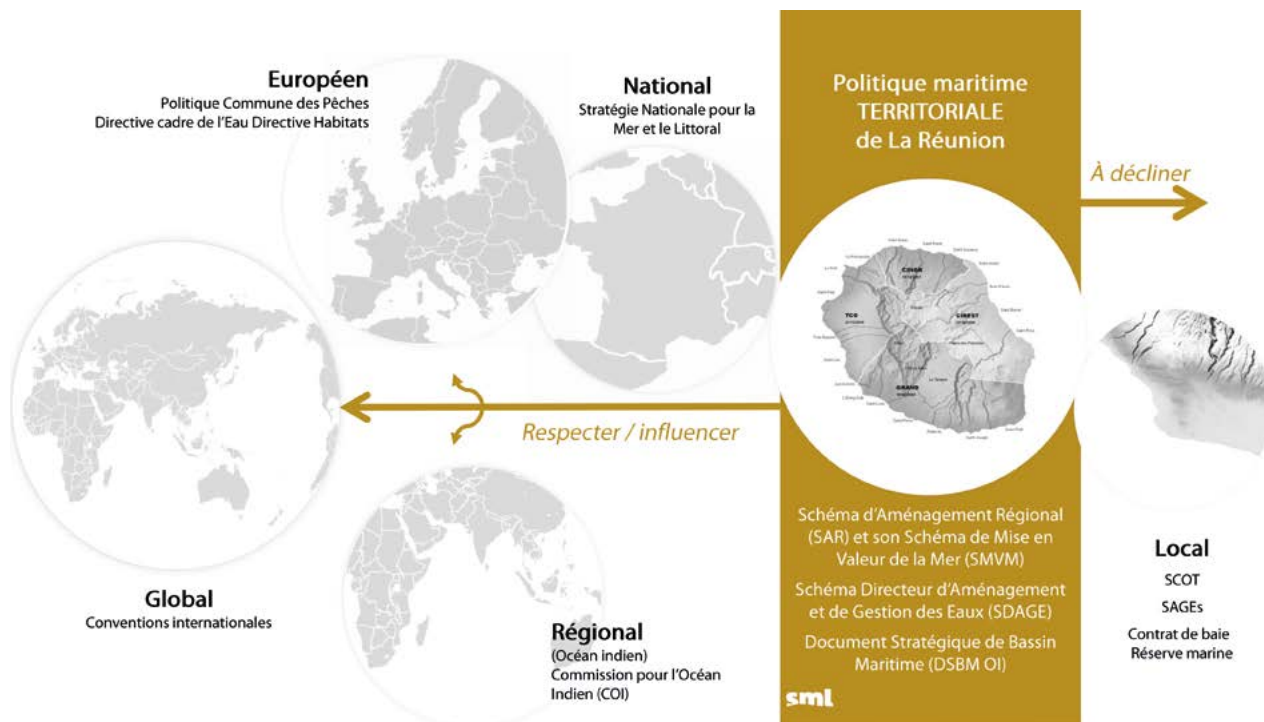 Européen
Politique Commune des Pêches
Directive cadre de l'Eau Directive Habitats
National
Stratégie Nationale pour la
Mer et le Littoral
Politique maritime
TERRITORIALE
de La Réunion
À décliner
CINOR
TCO
CIREST
GRAND
Respecter / influencer
Global
Conventions internationales
Régional
(Océan indien)
Commission pour l'Océan
Indien (COI)
Schéma d'Aménagement Régional
(SAR) et son Schéma de Mise en
Valeur de la Mer (SMVM)
Schéma Directeur d'Aménagement
et de Gestion des Eaux (SDAGE)
Document Stratégique de Bassin
Maritime (DSBM OI)
sml
Local
SCOT
SAGEs
Contrat de baie
Réserve marine